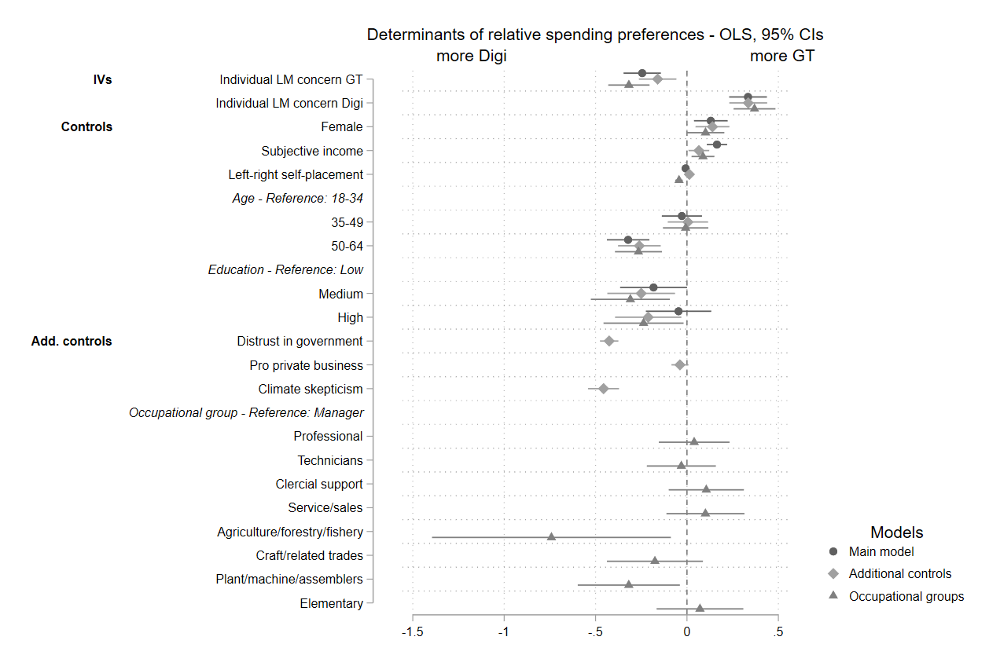 Determinants of relative spending preferences - OLS, 95% CIs
more Digi more GT
IVs Individual LM concern GT
Individual LM concern Digi
Controls Female
Subjective income
Left-right self-placement
Age - Reference: 18-34
35-49
50-64
Education - Reference: Low
Medium
High
Add. controls Distrust in government
Pro private business
Climate skepticism
Occupational group - Reference: Manager
Professional
Technicians
Clercial support
Service/sales
Agriculture/forestry/fishery
Craft/related trades
Plant/machine/assemblers
Elementary
-1.5 -1 -.5 0 .5
Models
Main model
Additional controls
Occupational groups